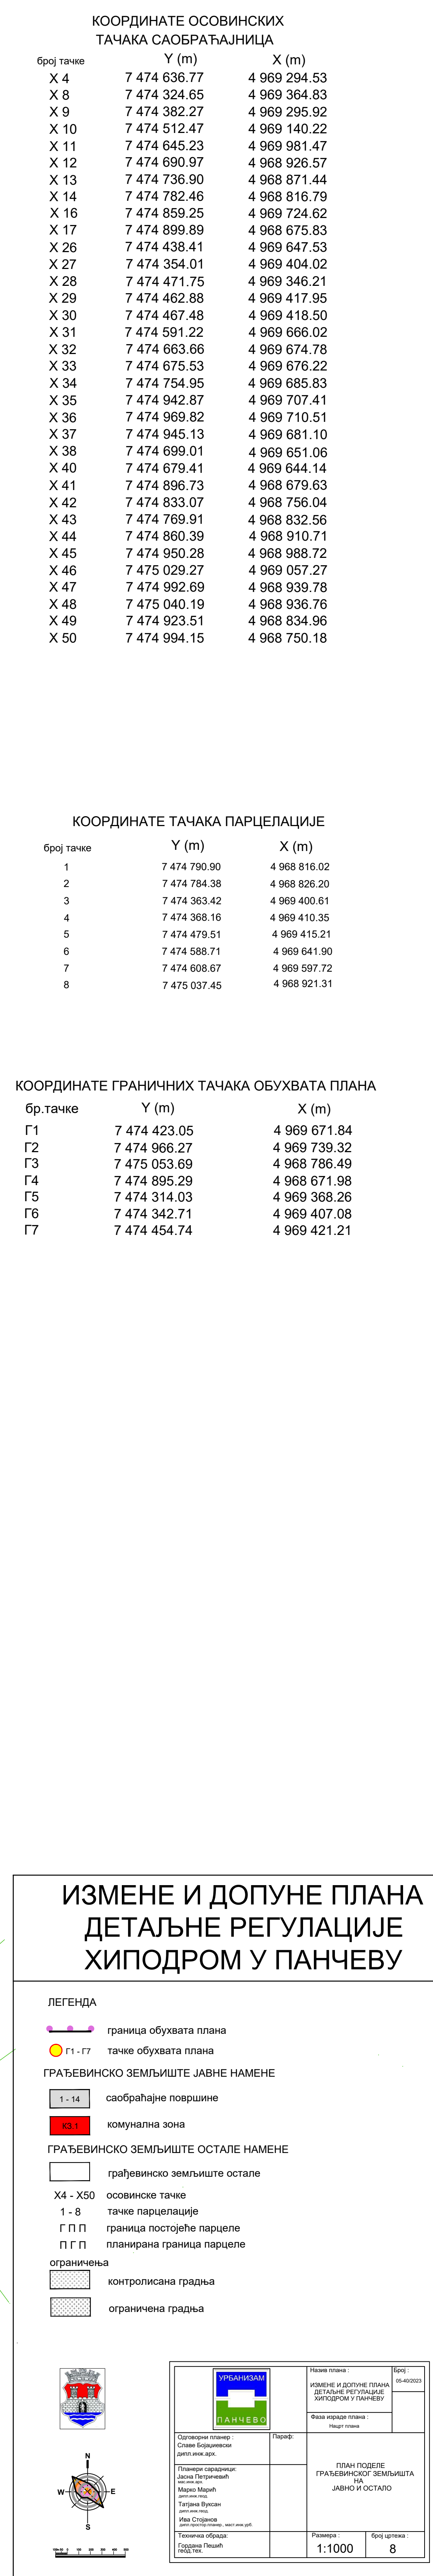 КООРДИНАТЕ ОСОВИНСКИХ
ТАЧАКА САОБРАЋАЈНИЦА
број тачке Y (m) X (m)
X 4 7 474 636.77 4 969 294.53
X 8 7 474 324.65 4 969 364.83
X 9 7 474 382.27 4 969 295.92
X 10 7 474 512.47 4 969 140.22
X 11 7 474 645.23 4 969 981.47
X 12 7 474 690.97 4 968 926.57
X 13 7 474 736.90 4 968 871.44
X 14 7 474 782.46 4 968 816.79
X 16 7 474 859.25 4 969 724.62
X 17 7 474 899.89 4 968 675.83
X 26 7 474 438.41 4 969 647.53
X 27 7 474 354.01 4 969 404.02
X 28 7 474 471.75 4 969 346.21
X 29 7 474 462.88 4 969 417.95
X 30 7 474 467.48 4 969 418.50
X 31 7 474 591.22 4 969 666.02
X 32 7 474 663.66 4 969 674.78
X 33 7 474 675.53 4 969 676.22
X 34 7 474 754.95 4 969 685.83
X 35 7 474 942.87 4 969 707.41
X 36 7 474 969.82 4 969 710.51
X 37 7 474 945.13 4 969 681.10
X 38 7 474 699.01 4 969 651.06
X 40 7 474 679.41 4 969 644.14
X 41 7 474 896.73 4 968 679.63
X 42 7 474 833.07 4 968 756.04
X 43 7 474 769.91 4 968 832.56
X 44 7 474 860.39 4 968 910.71
X 45 7 474 950.28 4 968 988.72
X 46 7 475 029.27 4 969 057.27
X 47 7 474 992.69 4 968 939.78
X 48 7 475 040.19 4 968 936.76
X 49 7 474 923.51 4 968 834.96
X 50 7 474 994.15 4 968 750.18
КООРДИНАТЕ ТАЧАКА ПАРЦЕЛАЦИЈЕ
број тачке Y (m) X (m)
1 7 474 790.90 4 968 816.02
2 7 474 784.38 4 968 826.20
3 7 474 363.42 4 969 400.61
4 7 474 368.16 4 969 410.35
5 7 474 479.51 4 969 415.21
6 7 474 588.71 4 969 641.90
7 7 474 608.67 4 969 597.72
8 7 475 037.45 4 968 921.31
КООРДИНАТЕ ГРАНИЧНИХ ТАЧАКА ОБУХВАТА ПЛАНА
бр.тачке Y (m) X (m)
Г1 7 474 423.05 4 969 671.84
Г2 7 474 966.27 4 969 739.32
Г3 7 475 053.69 4 968 786.49
Г4 7 474 895.29 4 968 671.98
Г5 7 474 314.03 4 969 368.26
Г6 7 474 342.71 4 969 407.08
Г7 7 474 454.74 4 969 421.21
ИЗМЕНЕ И ДОПУНЕ ПЛАНА
ДЕТАЉНЕ РЕГУЛАЦИЈЕ
ХИПОДРОМ У ПАНЧЕВУ
ЛЕГЕНДА
граница обухвата плана
Г1 - Г7 тачке обухвата плана
ГРАЂЕВИНСКО ЗЕМЉИШТЕ ЈАВНЕ НАМЕНЕ
1 - 14 саобраћајне површине
КЗ.1 комунална зона
ГРАЂЕВИНСКО ЗЕМЉИШТЕ ОСТАЛЕ НАМЕНЕ
грађевинско земљиште остале
X4 - X50 осовинске тачке
1 - 8 тачке парцелације
Г П П граница постојеће парцеле
П Г П планирана граница парцеле
ограничења
контролисана градња
ограничена градња
N
W E
S
УРБАНИЗАМ
ПАНЧЕВО
Назив плана :
ИЗМЕНЕ И ДОПУНЕ ПЛАНА
ДЕТАЉНЕ РЕГУЛАЦИЈЕ
ХИПОДРОМ У ПАНЧЕВУ
Број :
05-40/2023
Фаза израде плана :
Нацрт плана
Одговорни планер :
Славе Бојаџиевски
дипл.инж.арх.
Параф:
Планери сарадници:
Јасна Петричевић
мас.инж.арх.
Марко Марић
дипл.инж.геод.
Татјана Вуксан
дипл.инж.геод.
Ива Стојанов
дипл.простор.планер., маст.инж.урб.
ПЛАН ПОДЕЛЕ
ГРАЂЕВИНСКОГ ЗЕМЉИШТА
НА
ЈАВНО И ОСТАЛО
Техничка обрада:
Гордана Пешић
геод.тех.
Размера :
1:1000
број цртежа :
8